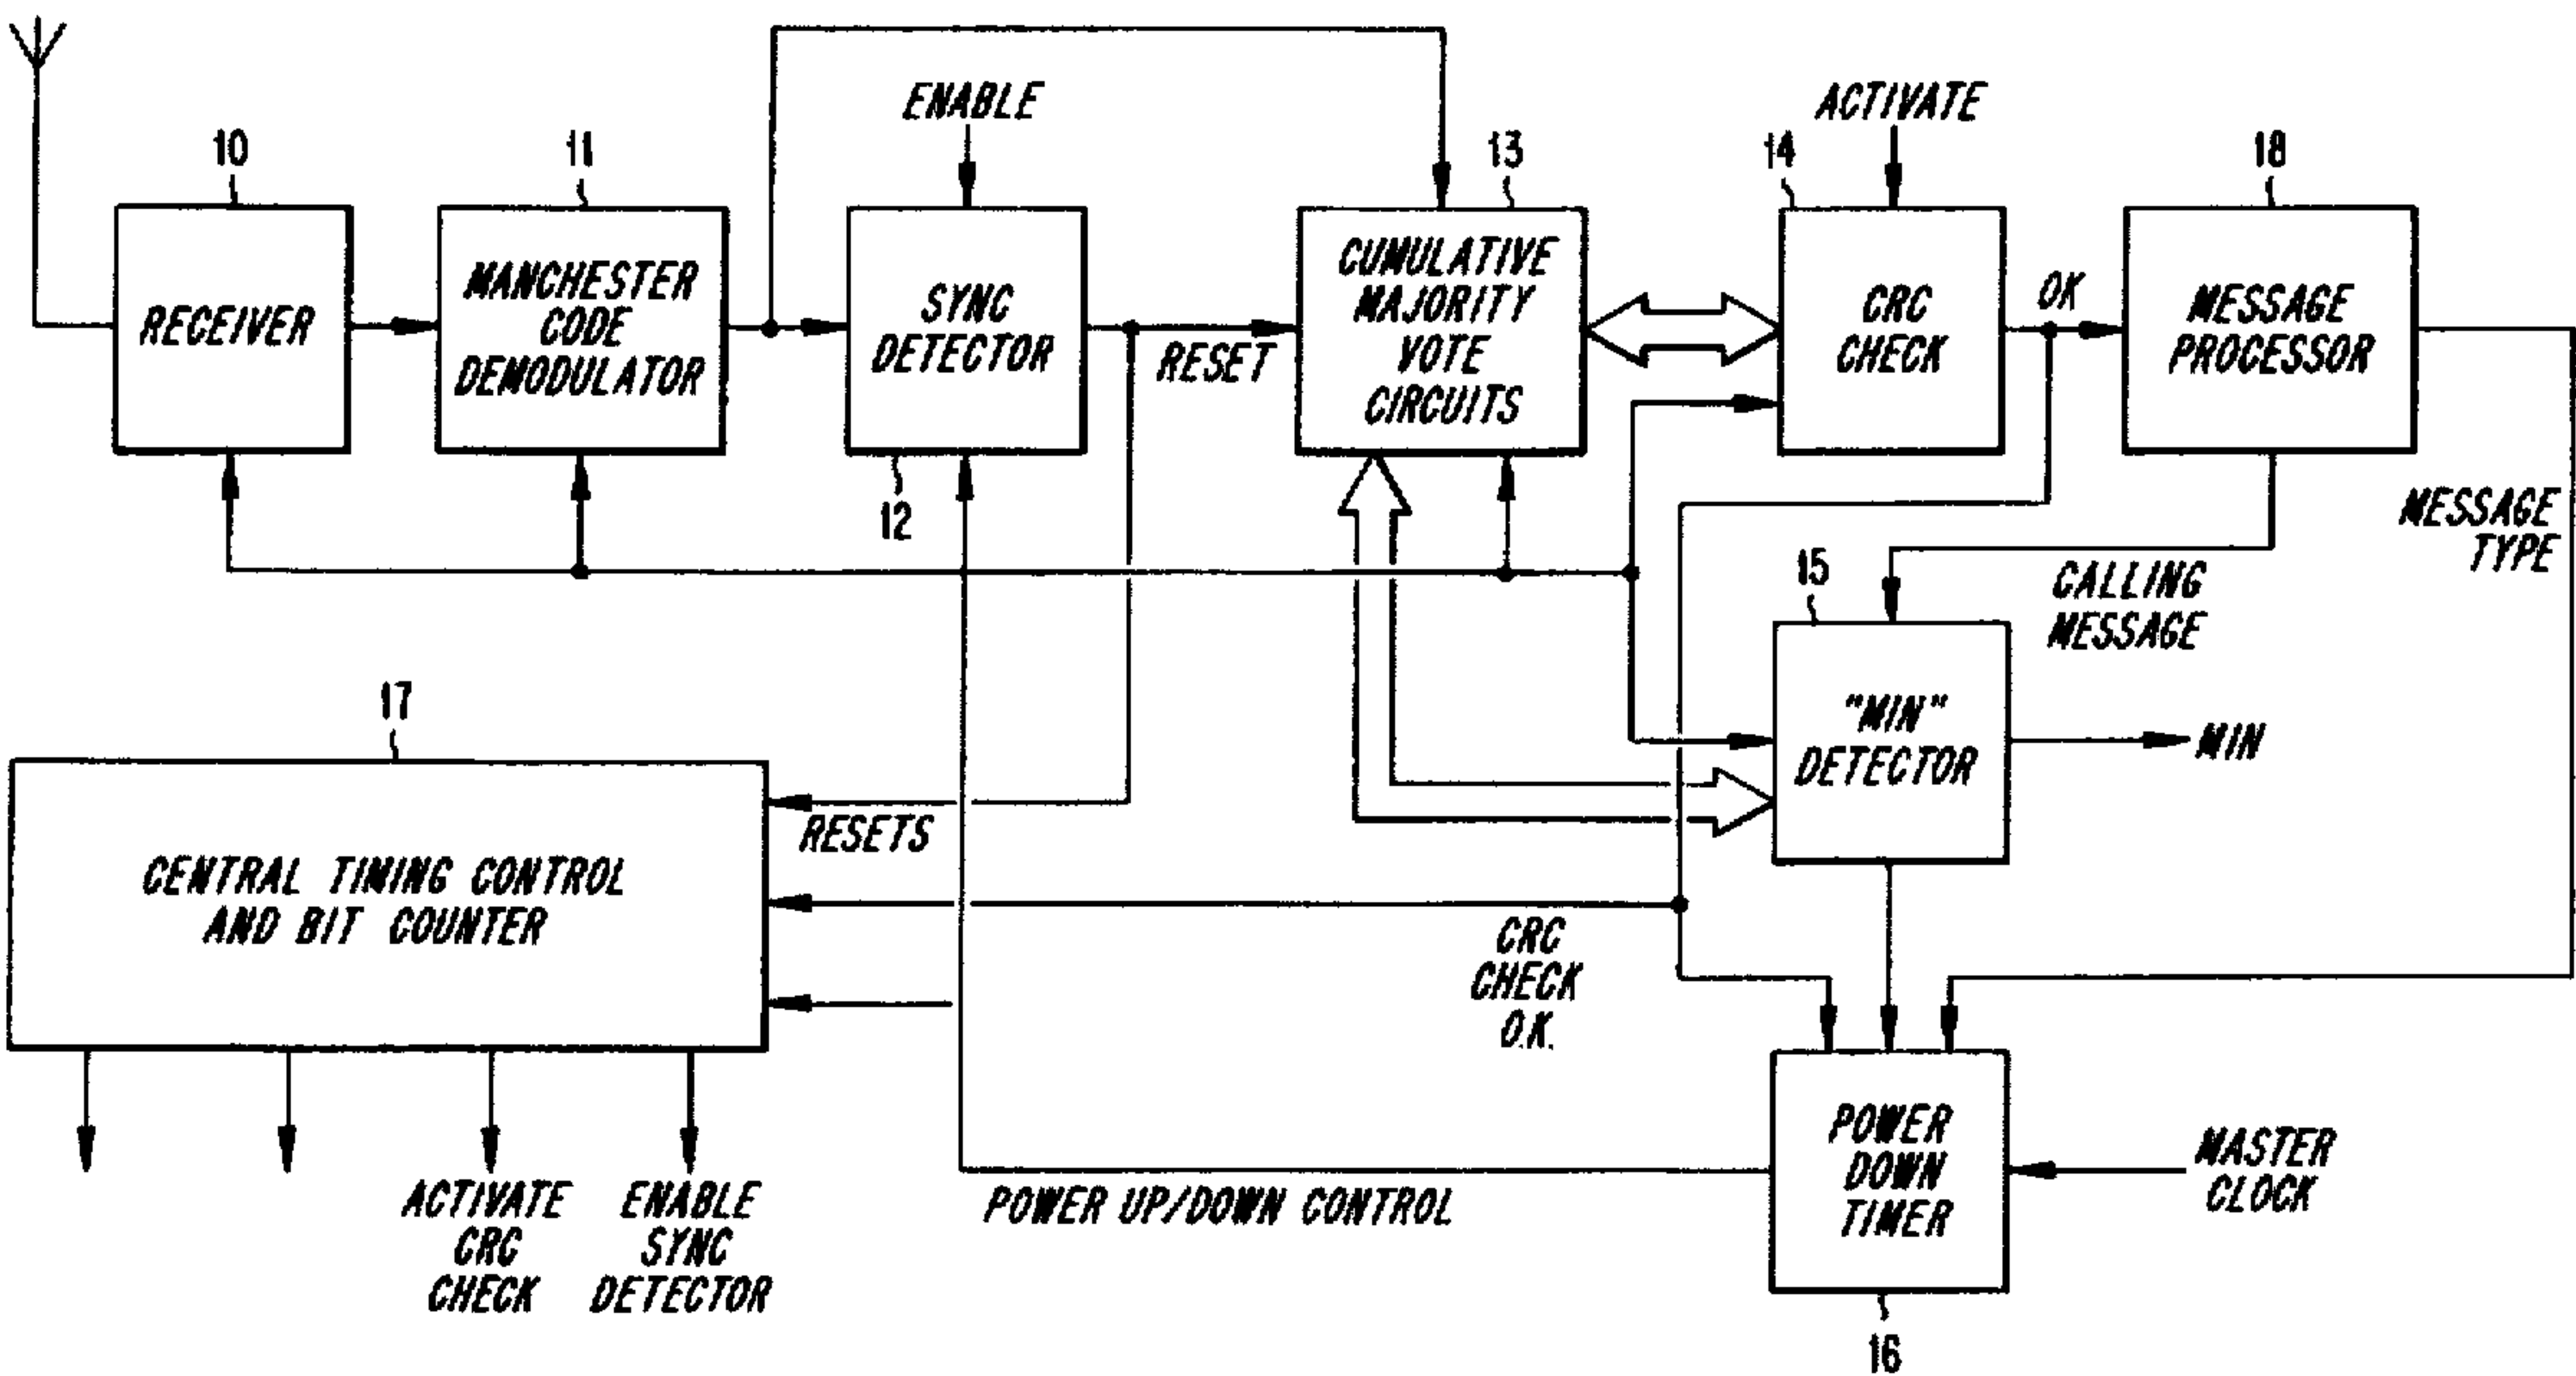 ENABLE
ACTIVATE
10
11
13
14
18
RECEIVER
MANCHESTER
CODE
DEMODULATOR
SYNC
DETECTOR
12
RESET
CUMULATIVE
MAJORITY
VOTE
CIRCUITS
CRC
CHECK
OK
MESSAGE
PROCESSOR
MESSAGE
TYPE
CALLING
MESSAGE
15
"MIN"
DETECTOR
MIN
17
RESETS
CENTRAL TIMING CONTROL
AND BIT COUNTER
CRC
CHECK
O.K.
ACTIVATE
CRC
CHECK
ENABLE
SYNC
DETECTOR
POWER UP/DOWN CONTROL
POWER
DOWN
TIMER
MASTER
CLOCK
16